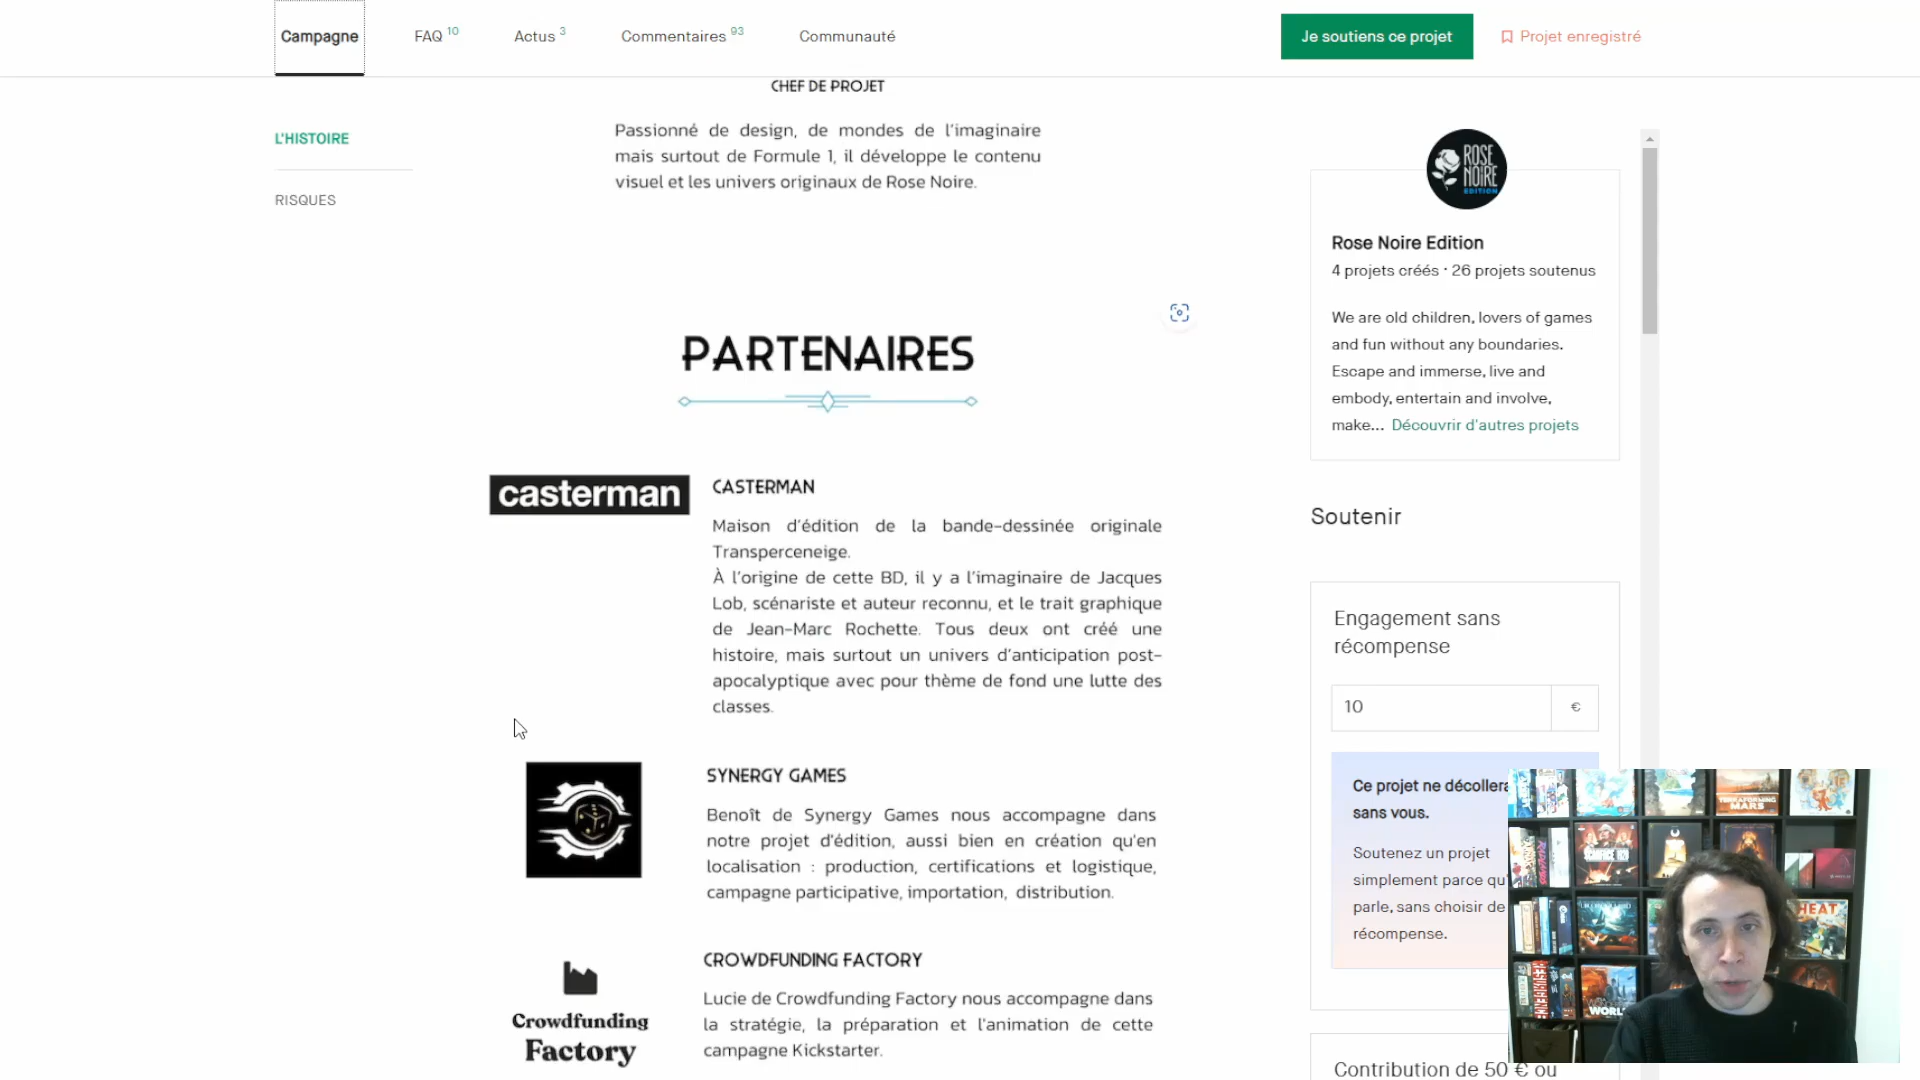 Campagne
FAQ 10
Actus 3
Commentaires 93
Communauté
Je soutiens ce projet
Projet enregistré
L'HISTOIRE
RISQUES
CHEF DE PROJET
Passionné de design, de mondes de l'imaginaire
mais surtout de Formule 1, il développe le contenu
visuel et les univers originaux de Rose Noire.
PARTENAIRES
casterman
CASTERMAN
Maison d'édition de la bande-dessinée originale
Transperceneige.
À l'origine de cette BD, il y a l'imaginaire de Jacques
Lob, scénariste et auteur reconnu, et le trait graphique
de Jean-Marc Rochette. Tous deux ont créé une
histoire, mais surtout un univers d'anticipation post-
apocalyptique avec pour thème de fond une lutte des
classes.
SYNERGY GAMES
Benoît de Synergy Games nous accompagne dans
notre projet d'édition, aussi bien en création qu'en
localisation : production, certifications et logistique,
campagne participative, importation, distribution.
Crowdfunding
Factory
CROWDFUNDING FACTORY
Lucie de Crowdfunding Factory nous accompagne dans
la stratégie, la préparation et l'animation de cette
campagne Kickstarter.
ROSE
NOIRE
EDITION
Rose Noire Edition
4 projets créés · 26 projets soutenus
We are old children, lovers of games
and fun without any boundaries.
Escape and immerse, live and
embody, entertain and involve,
make... Découvrir d'autres projets
Soutenir
Engagement sans
récompense
10 €
Ce projet ne décollera
sans vous.
Soutenez un projet
simplement parce qu'
parle, sans choisir de
récompense.
Contribution de 50 € ou
TERRAFORMING
MARS
HEAT
WORL